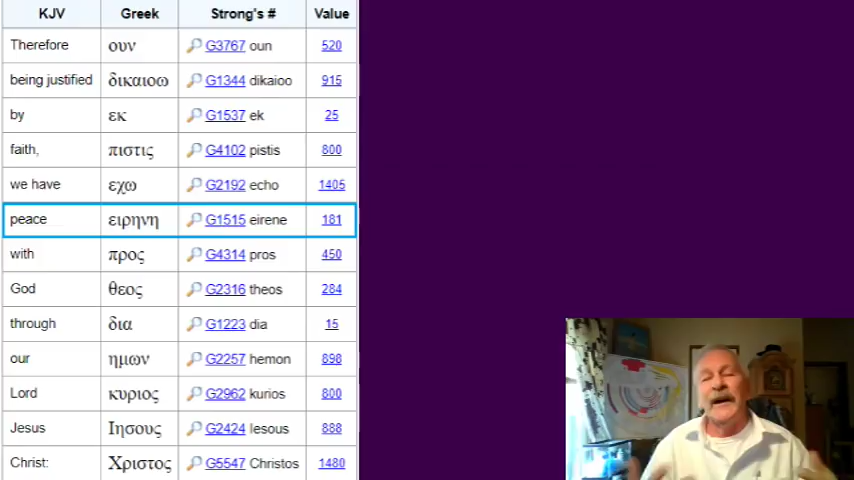 KJV Greek Strong's # Value
Therefore ουν G3767 oun 520
being justified δικαιοω G1344 dikaioo 915
by εκ G1537 ek 25
faith, πιστις G4102 pistis 800
we have εχω G2192 echo 1405
peace ειρηνη G1515 eirene 181
with προς G4314 pros 450
God θεος G2316 theos 284
through δια G1223 dia 15
our ημων G2257 hemon 898
Lord κυριος G2962 kurios 800
Jesus Ιησους G2424 Iesous 888
Christ: Χριστος G5547 Christos 1480